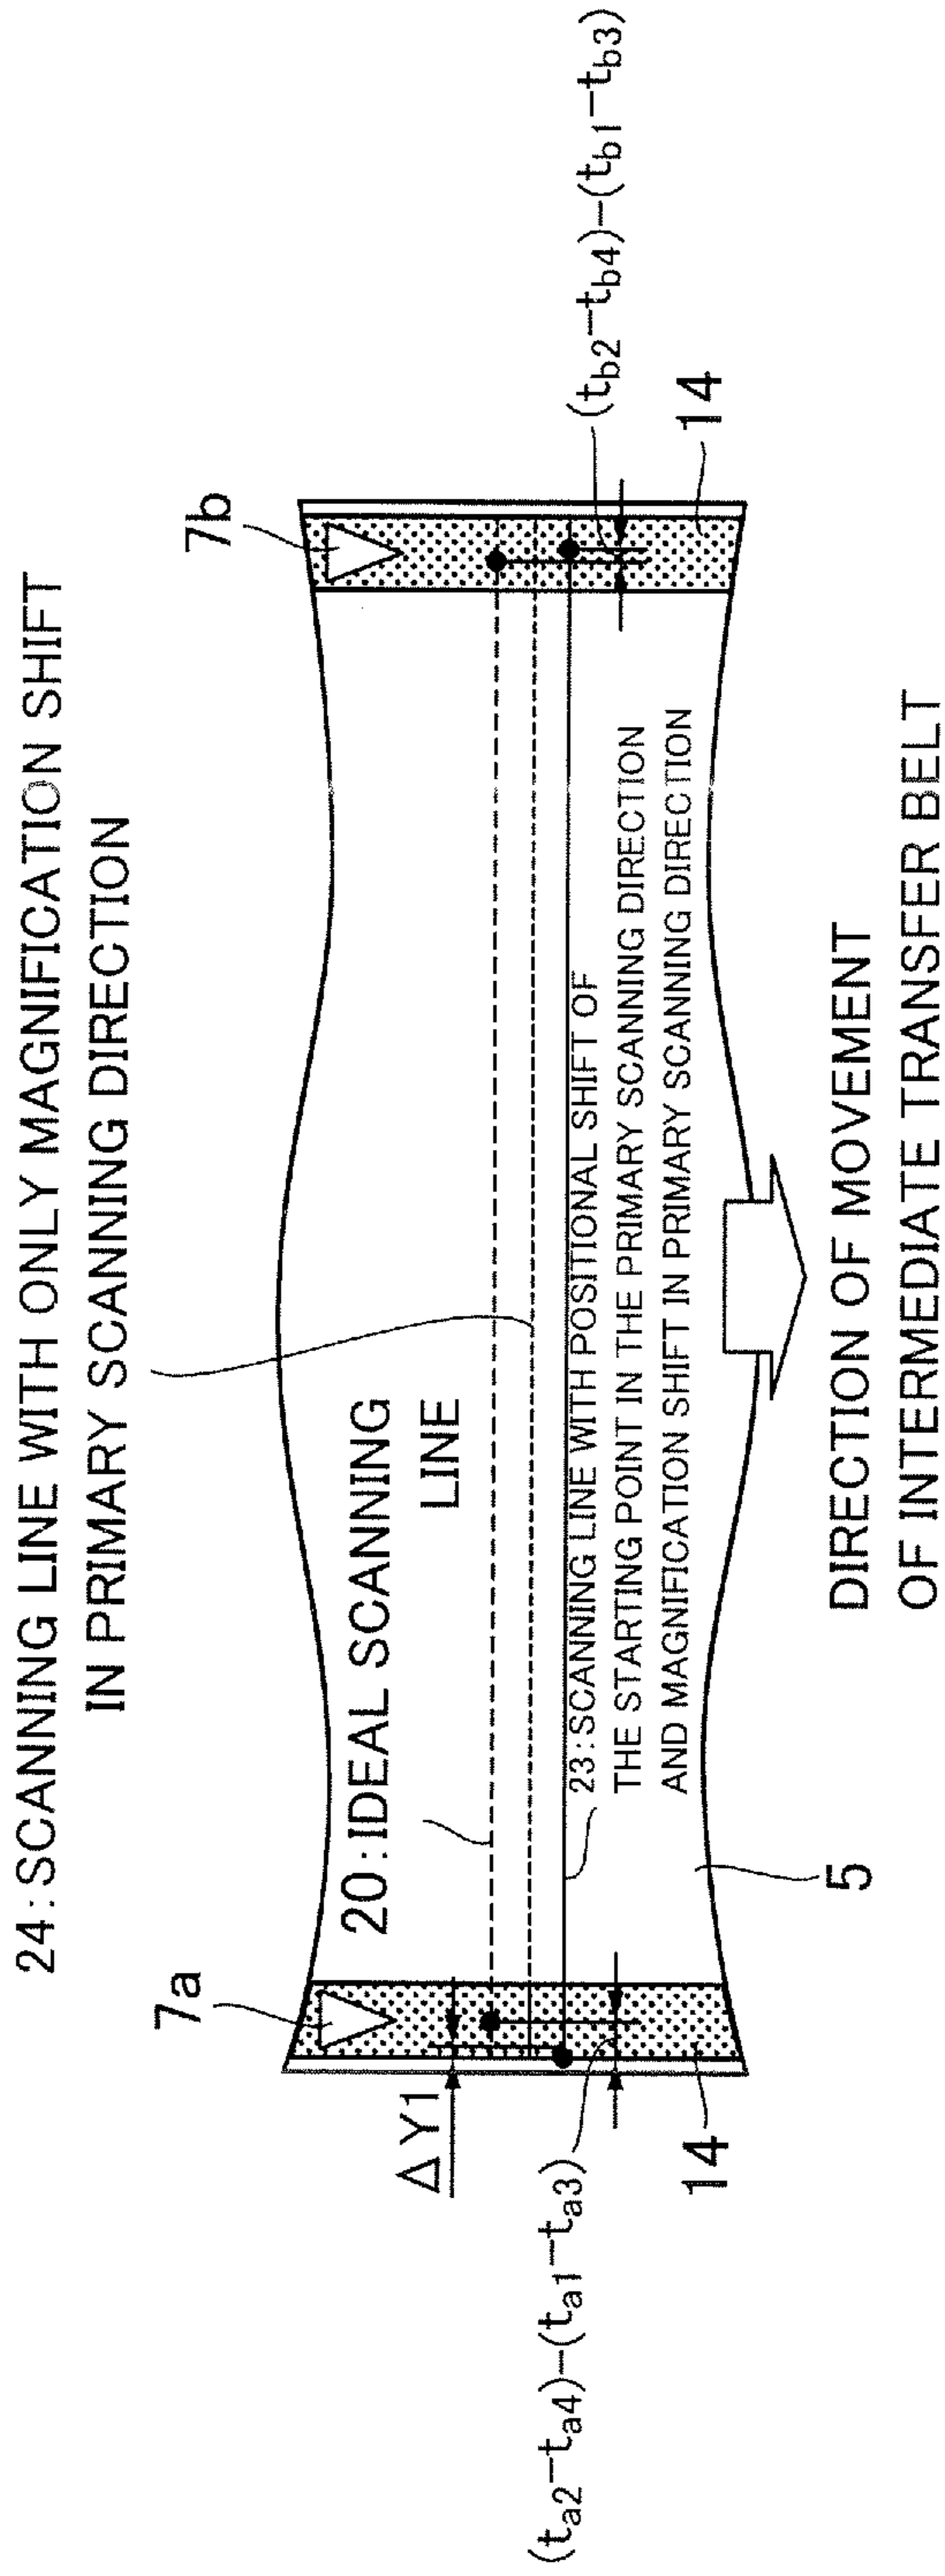 24:SCANNING LINE WITH ONLY MAGNIFICATION SHIFT
IN PRIMARY SCANNING DIRECTION
7a
7b
20:IDEAL SCANNING
LINE
ΔY1
(ta2-ta4)-(ta1-ta3)
(tb2-tb4)-(tb1-tb3)
23:SCANNING LINE WITH POSITIONAL SHIFT OF
THE STARTING POINT IN THE PRIMARY SCANNING DIRECTION
AND MAGNIFICATION SHIFT IN PRIMARY SCANNING DIRECTION
14
14
5
DIRECTION OF MOVEMENT
OF INTERMEDIATE TRANSFER BELT